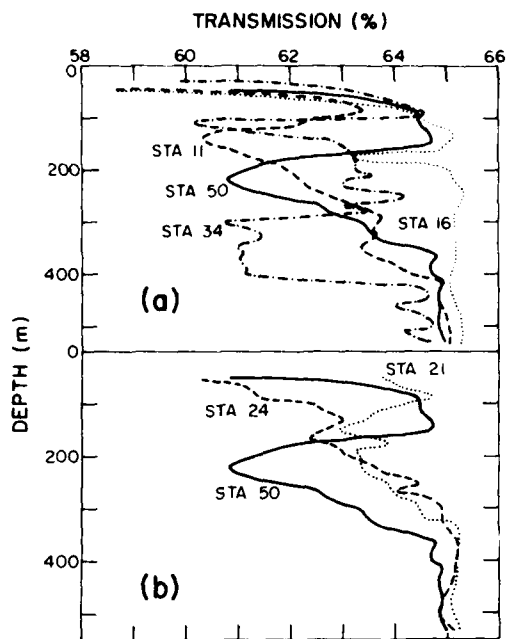 TRANSMISSION (%)
58 60 62 64 66
0
200
400
STA 11
STA 50
STA 34
STA 16
(a)
DEPTH (m)
0
200
400
STA 21
STA 24
STA 50
(b)